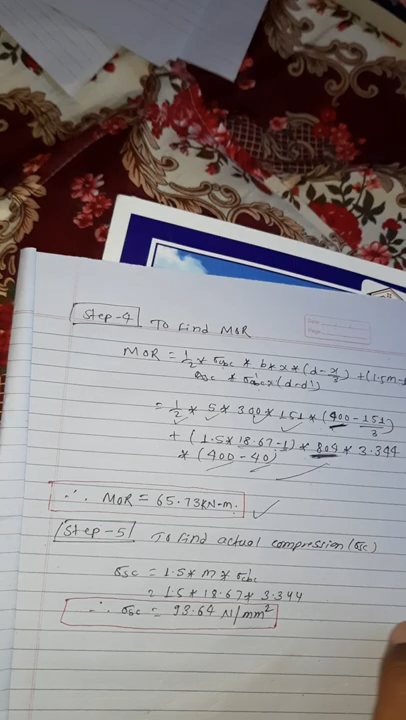 Step-4 To find MOR
MOR = 1/2 * σcbc * b * x * (d - x/3) + (1.5m-1
Asc * σ'cbc x (d-d')
= 1/2 * 5 * 300 * 151 * (400 - 151/3)
+ (1.5 * 18.67 - 1) * 804 * 3.344
* (400 - 40)
∴ MOR = 65.73 KN-m.
Step-5 To find actual compression (σsc)
σsc = 1.5 * m * σ'cbc
= 1.5 * 18.67 * 3.344
∴ σsc = 93.64 N/mm²